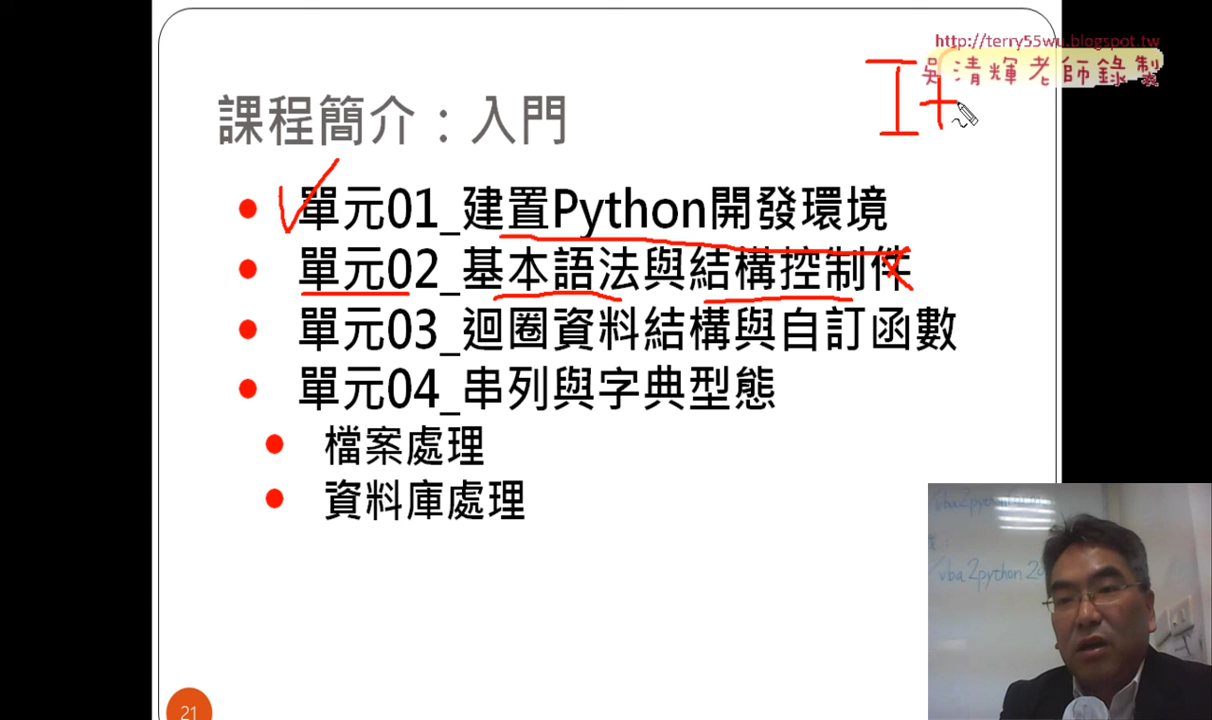 http://terry55wu.blogspot.tw
吳清輝老師錄製
課程簡介：入門
單元01_建置Python開發環境
單元02_基本語法與結構控制件
單元03_迴圈資料結構與自訂函數
單元04_串列與字典型態
檔案處理
資料庫處理
vba2python
21